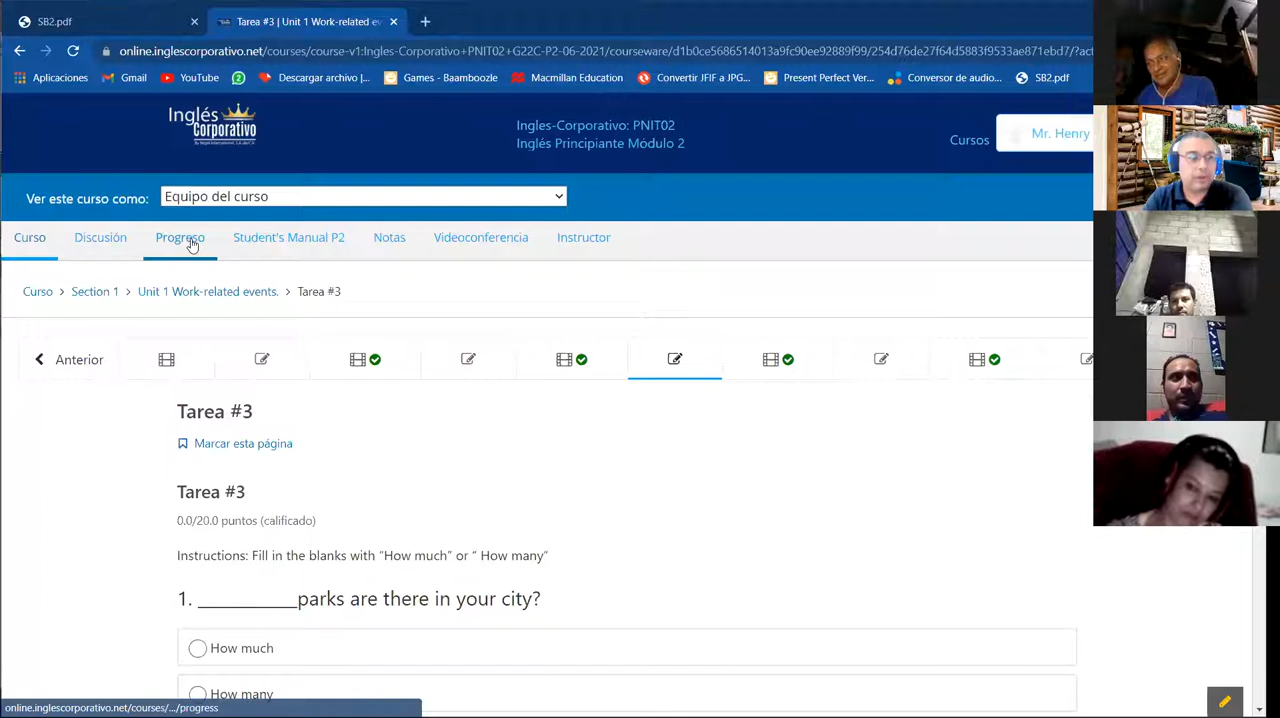 SB2.pdf
Tarea #3 | Unit 1 Work-related ev
online.inglescorporativo.net/courses/course-v1:Ingles-Corporativo+PNIT02+G22C-P2-06-2021/courseware/d1b0ce5686514013a9fc90ee92889f99/254d76de27f64d5883f9533ae871ebd7/?act
Aplicaciones
Gmail
YouTube
Descargar archivo |...
Games - Baamboozle
Macmillan Education
Convertir JFIF a JPG...
Present Perfect Ver...
Conversor de audio...
SB2.pdf
Inglés
Corporativo
Ingles-Corporativo: PNIT02
Inglés Principiante Módulo 2
Cursos
Mr. Henry
Ver este curso como:
Equipo del curso
Curso
Discusión
Progreso
Student's Manual P2
Notas
Videoconferencia
Instructor
Curso > Section 1 > Unit 1 Work-related events. > Tarea #3
Anterior
Tarea #3
Marcar esta página
Tarea #3
0.0/20.0 puntos (calificado)
Instructions: Fill in the blanks with "How much" or " How many"
1. ___________parks are there in your city?
How much
How many
online.inglescorporativo.net/courses/.../progress